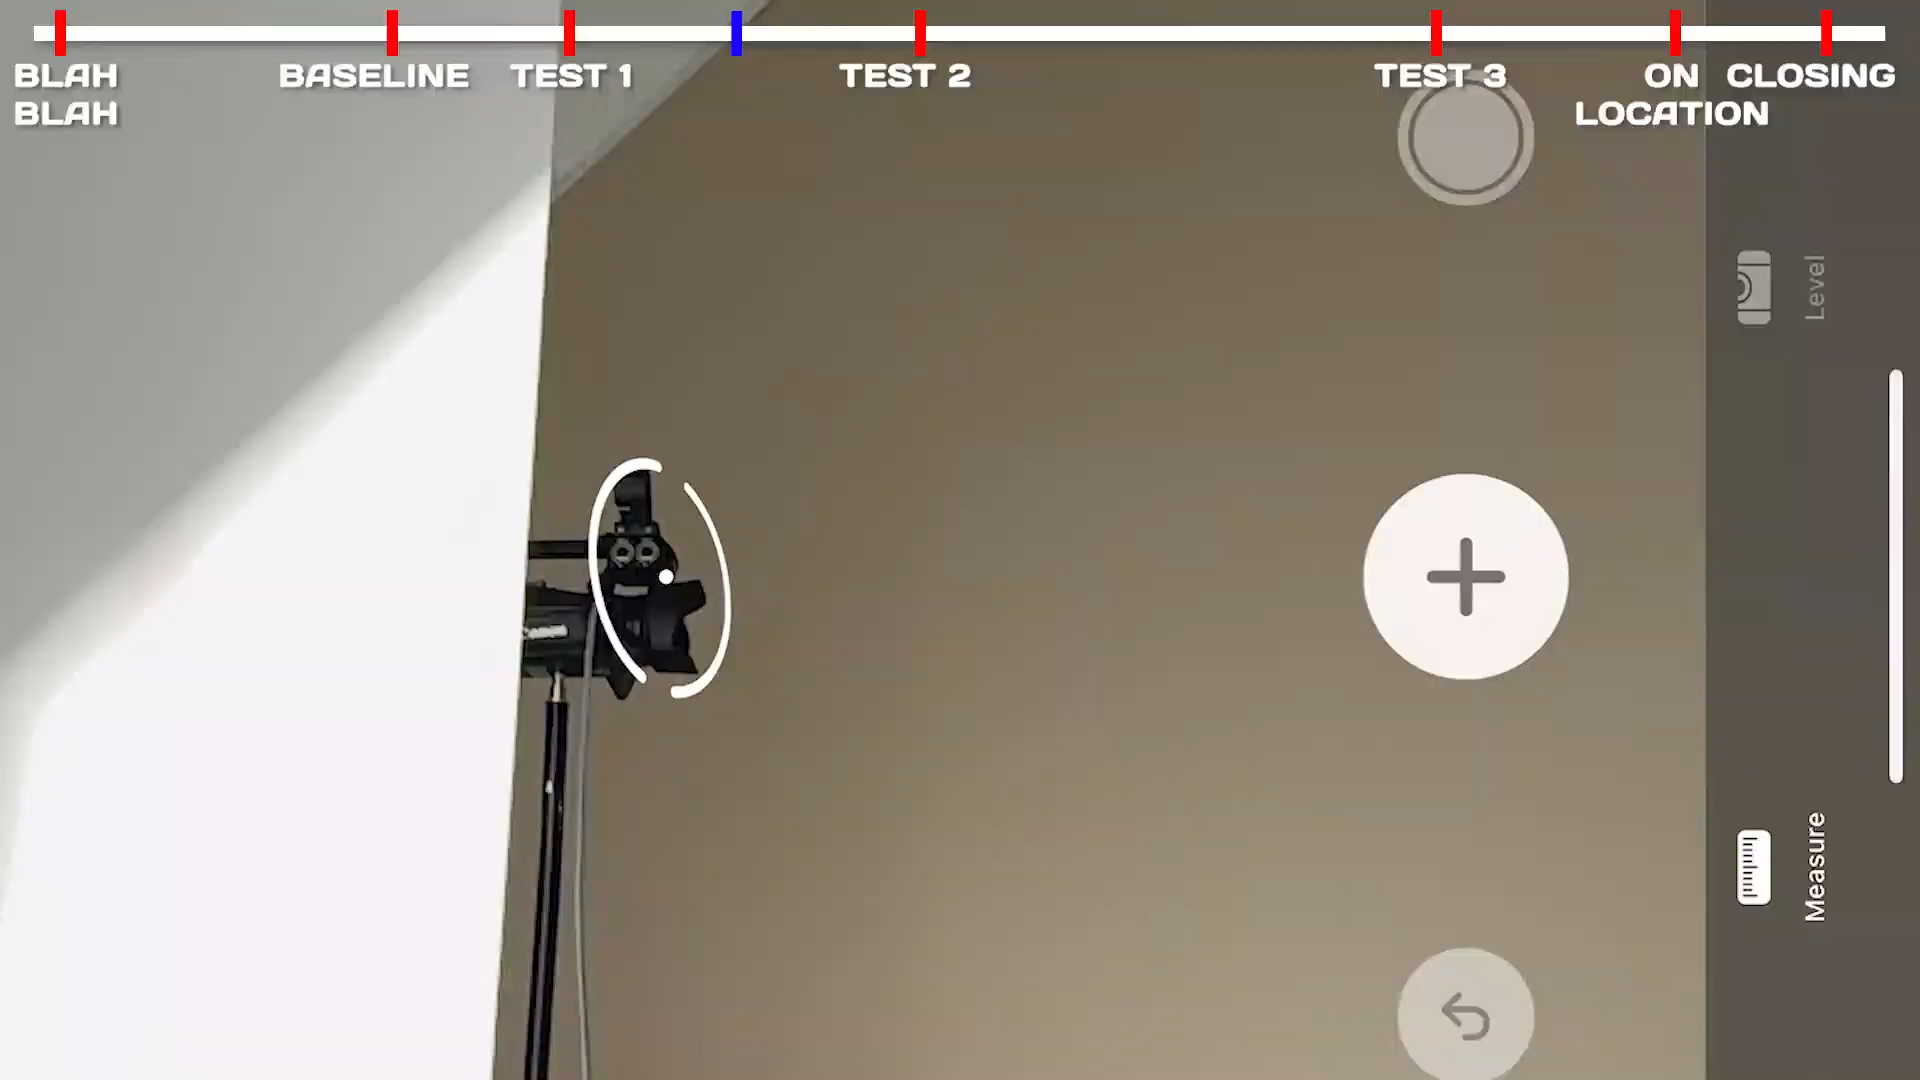 BLAH
BLAH
BASELINE
TEST 1
TEST 2
TEST 3
ON
LOCATION
CLOSING
Level
Measure